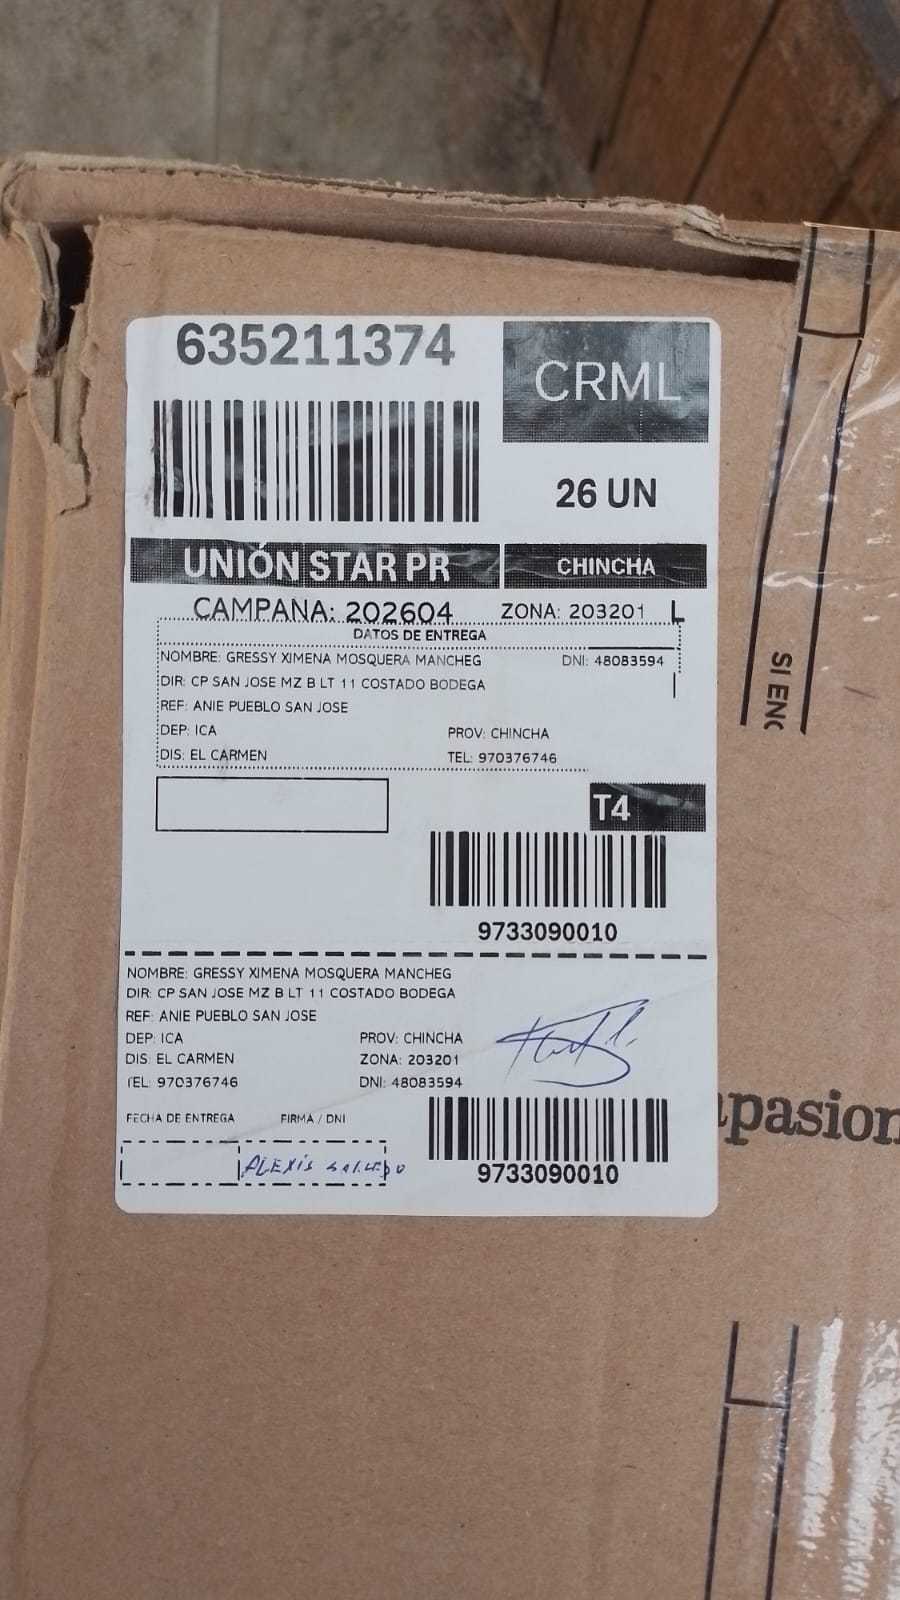 635211374
CRML
26 UN
UNIÓN STAR PR
CHINCHA
CAMPAÑA: 202604 ZONA: 203201 L
DATOS DE ENTREGA
NOMBRE: GRESSY XIMENA MOSQUERA MANCHEG DNI: 48083594
DIR: CP SAN JOSE MZ B LT 11 COSTADO BODEGA
REF: ANIE PUEBLO SAN JOSE
DEP: ICA PROV: CHINCHA
DIS: EL CARMEN TEL: 970376746
T4
9733090010
NOMBRE: GRESSY XIMENA MOSQUERA MANCHEG
DIR: CP SAN JOSE MZ B LT 11 COSTADO BODEGA
REF: ANIE PUEBLO SAN JOSE
DEP: ICA PROV: CHINCHA
DIS: EL CARMEN ZONA: 203201
TEL: 970376746 DNI: 48083594
FECHA DE ENTREGA FIRMA / DNI
ALEXIS
9733090010
SI ENC
apasion